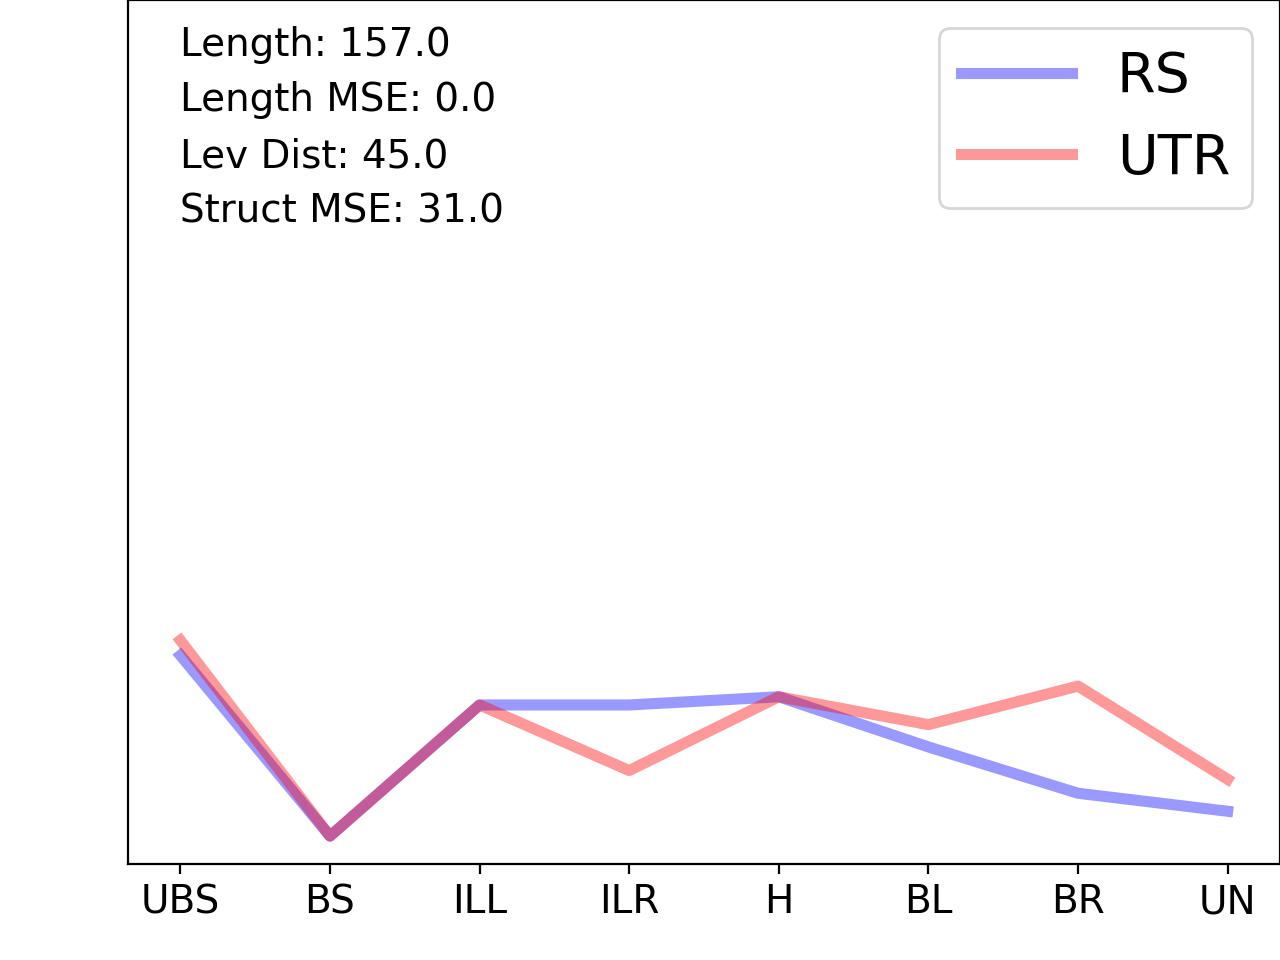 Length: 157.0
Length MSE: 0.0
Lev Dist: 45.0
Struct MSE: 31.0
RS
UTR
UBS BS ILL ILR H BL BR UN